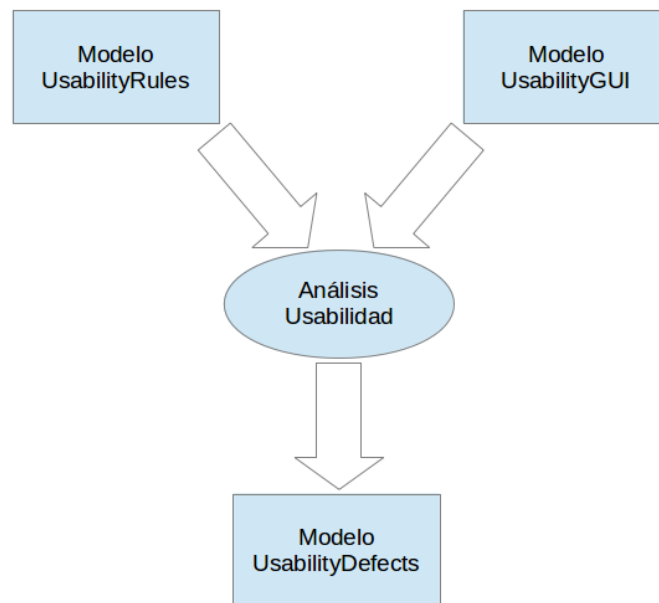 Modelo
UsabilityRules
Modelo
UsabilityGUI
Análisis
Usabilidad
Modelo
UsabilityDefects